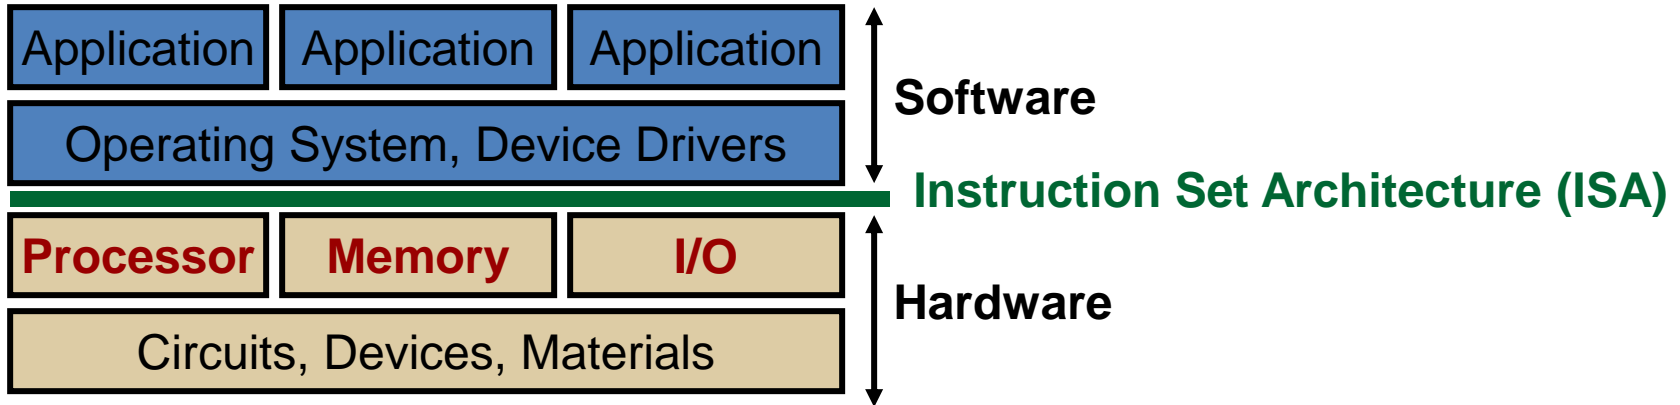 Application Application Application
Software
Operating System, Device Drivers
Instruction Set Architecture (ISA)
Processor Memory I/O
Hardware
Circuits, Devices, Materials